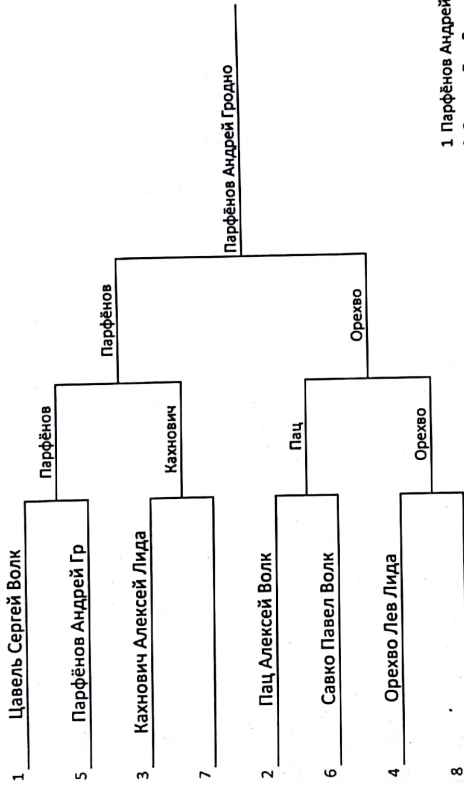 1 Цавель Сергей Волк
5 Парфёнов Андрей Гр
3 Кахнович Алексей Лида
7
2 Пац Алексей Волк
6 Савко Павел Волк
4 Орехво Лев Лида
8
Парфёнов
Кахнович
Пац
Орехво
Парфёнов
Орехво
Парфёнов Андрей Гродно
1 Парфёнов Андрей